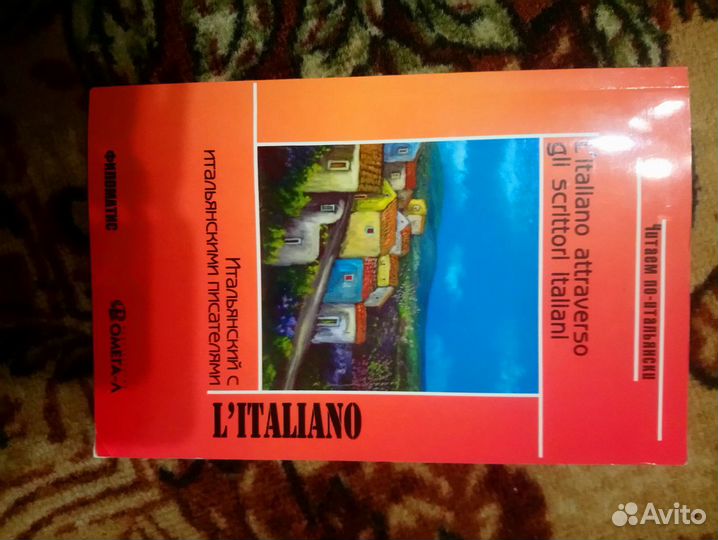 Читаем по-итальянски
L'italiano attraverso
gli scrittori italiani
Итальянский с
итальянскими писателями
L'ITALIANO
ФИЛОМАТИС
ОМЕГА-Л
Avito